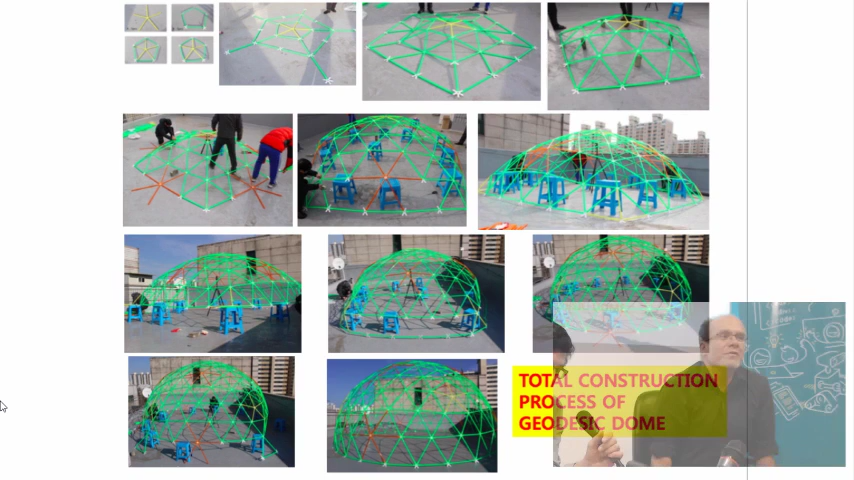 TOTAL CONSTRUCTION
PROCESS OF
GEODESIC DOME